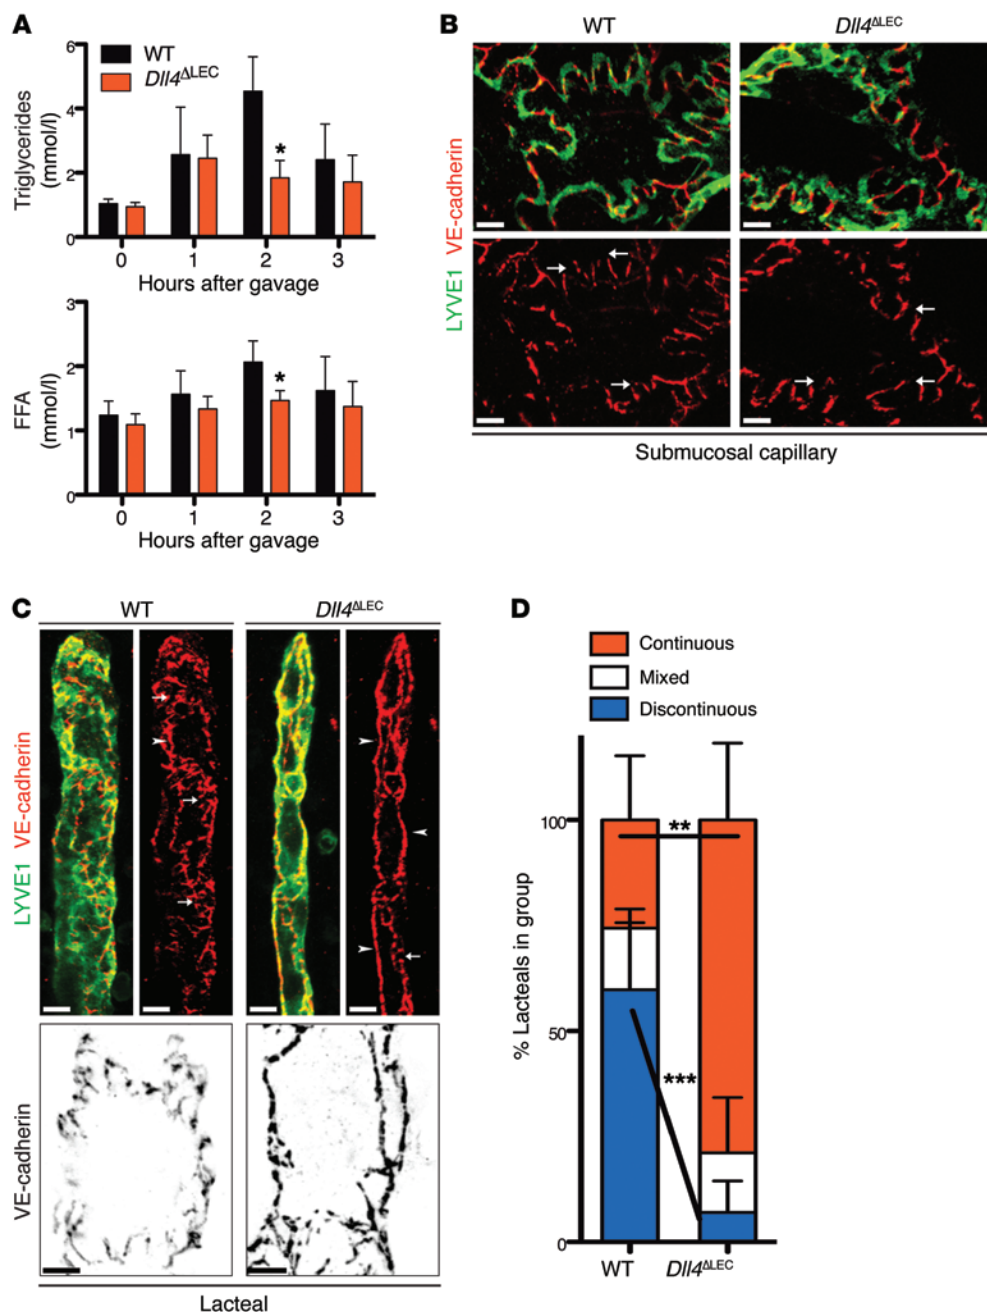 A
6
4
2
0
Triglycerides
(mmol/l)
WT
Dll4ΔLEC
*
0 1 2 3
Hours after gavage
3
2
1
0
FFA
(mmol/l)
*
0 1 2 3
Hours after gavage
B
WT Dll4ΔLEC
LYVE1 VE-cadherin
Submucosal capillary
C
WT Dll4ΔLEC
LYVE1 VE-cadherin
VE-cadherin
Lacteal
D
Continuous
Mixed
Discontinuous
% Lacteals in group
100
50
0
**
***
WT Dll4ΔLEC